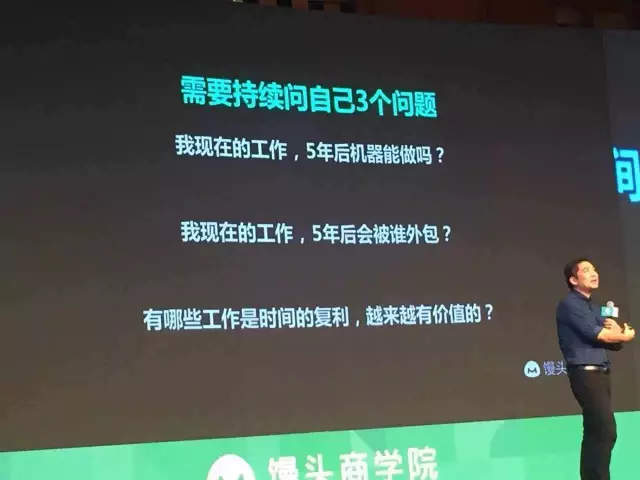 需要持续问自己3个问题
我现在的工作，5年后机器能做吗？
我现在的工作，5年后会被谁外包？
有哪些工作是时间的复利，越来越有价值的？
间
馒头
馒头商学院